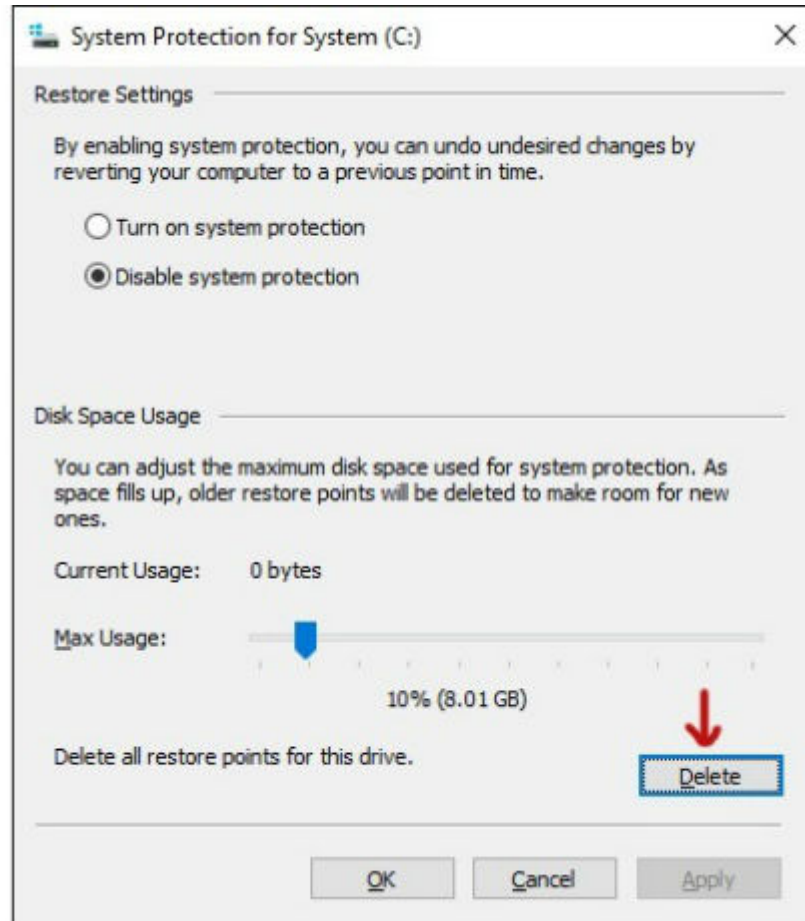 System Protection for System (C:)
Restore Settings
By enabling system protection, you can undo undesired changes by
reverting your computer to a previous point in time.
Turn on system protection
Disable system protection
Disk Space Usage
You can adjust the maximum disk space used for system protection. As
space fills up, older restore points will be deleted to make room for new
ones.
Current Usage: 0 bytes
Max Usage:
10% (8.01 GB)
Delete all restore points for this drive.
Delete
OK Cancel Apply